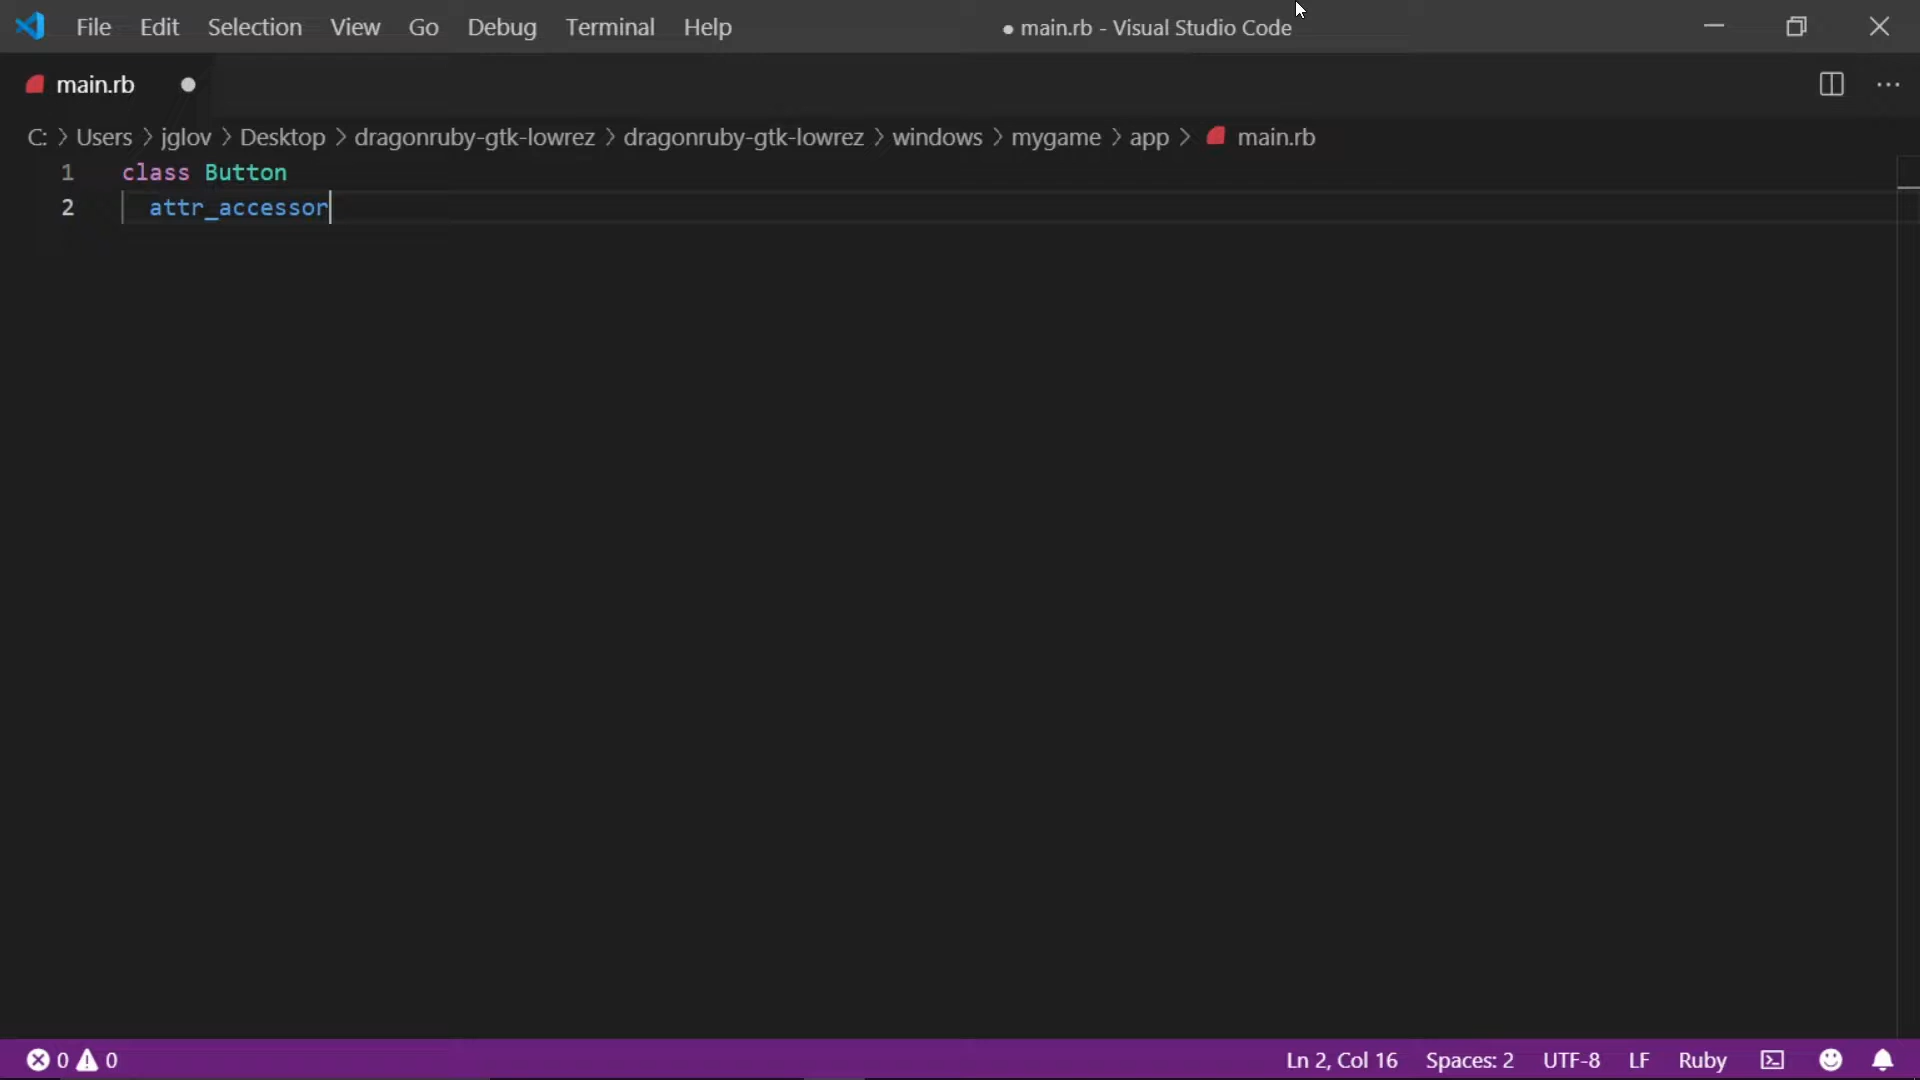 File Edit Selection View Go Debug Terminal Help ● main.rb - Visual Studio Code
main.rb ●
C: > Users > jglov > Desktop > dragonruby-gtk-lowrez > dragonruby-gtk-lowrez > windows > mygame > app > main.rb
1 class Button
2 attr_accessor
0 0 Ln 2, Col 16 Spaces: 2 UTF-8 LF Ruby